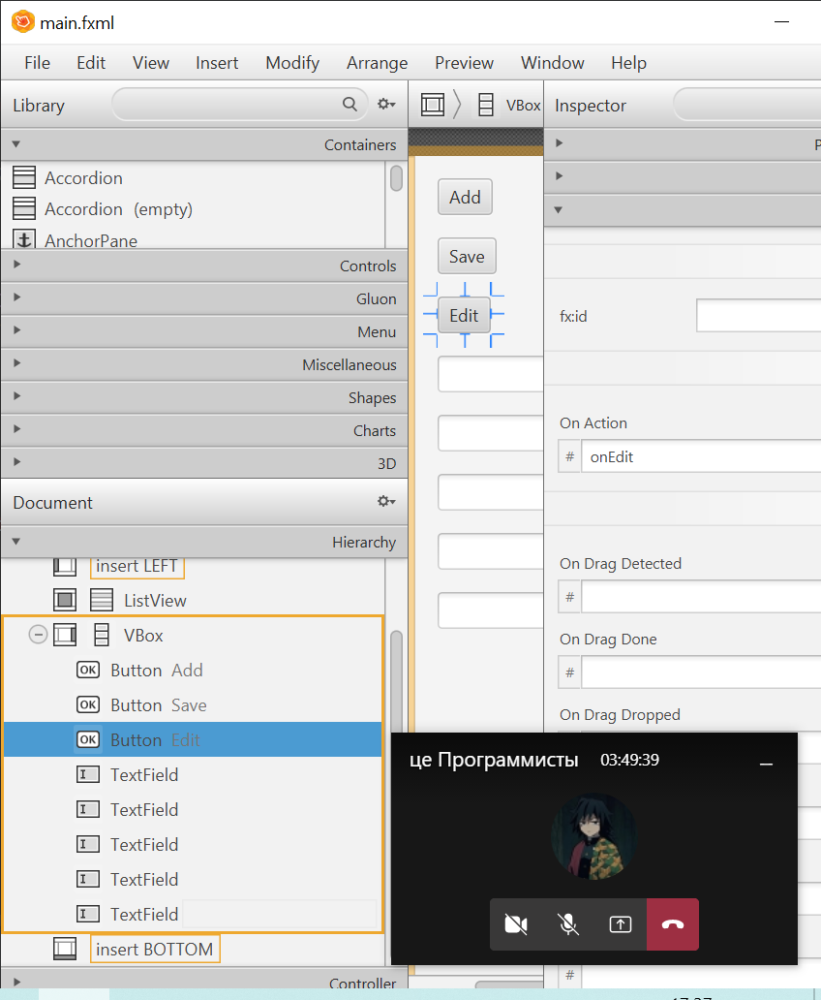 main.fxml
File Edit View Insert Modify Arrange Preview Window Help
Library
Containers
Accordion
Accordion (empty)
AnchorPane
Controls
Gluon
Menu
Miscellaneous
Shapes
Charts
3D
Document
Hierarchy
insert LEFT
ListView
VBox
OK Button Add
OK Button Save
OK Button Edit
TextField
TextField
TextField
TextField
TextField
insert BOTTOM
Controller
VBox
Add
Save
Edit
Inspector
P
fx:id
On Action
# onEdit
On Drag Detected
#
On Drag Done
#
On Drag Dropped
#
це Программисты 03:49:39